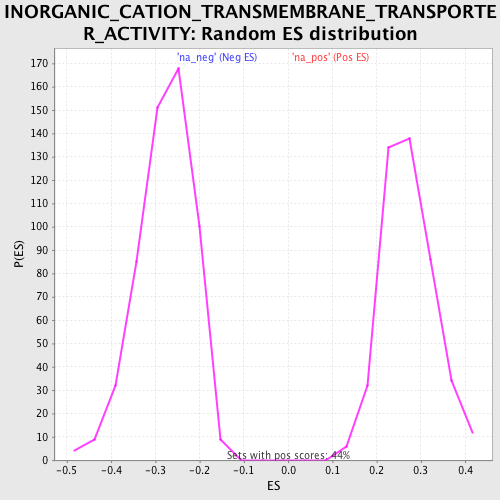 INORGANIC_CATION_TRANSMEMBRANE_TRANSPORTE
R_ACTIVITY: Random ES distribution
'na_neg' (Neg ES) 'na_pos' (Pos ES)
170
160
150
140
130
120
110
100
90
80
70
60
50
40
30
20
10
0
P(ES)
Sets with pos scores: 44%
-0.5 -0.4 -0.3 -0.2 -0.1 0.0 0.1 0.2 0.3 0.4
ES